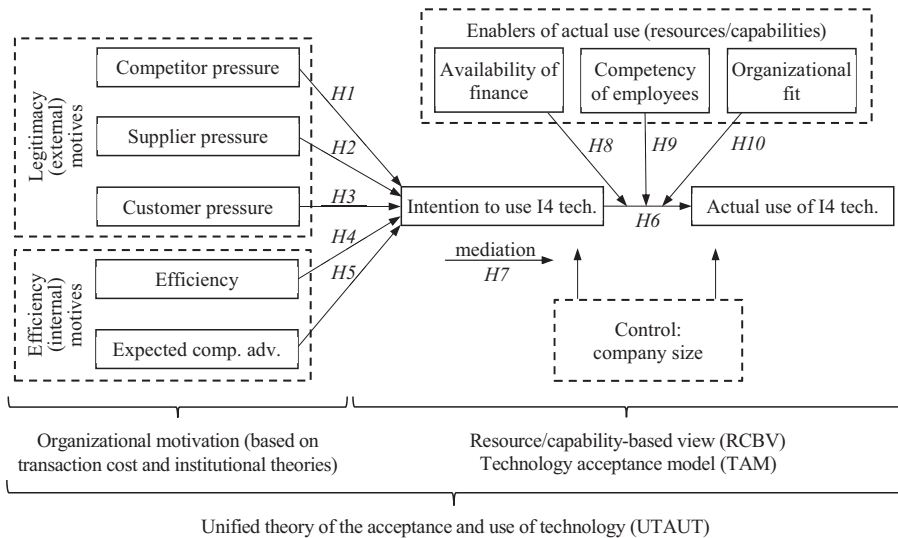 Legitimacy
(external)
motives
Competitor pressure
Supplier pressure
Customer pressure
Efficiency
(internal)
motives
Efficiency
Expected comp. adv.
H1
H2
H3
H4
H5
Enablers of actual use (resources/capabilities)
Availability of
finance
Competency
of employees
Organizational
fit
H8
H9
H10
Intention to use I4 tech.
H6
Actual use of I4 tech.
mediation
H7
Control:
company size
Organizational motivation (based on
transaction cost and institutional theories)
Resource/capability-based view (RCBV)
Technology acceptance model (TAM)
Unified theory of the acceptance and use of technology (UTAUT)